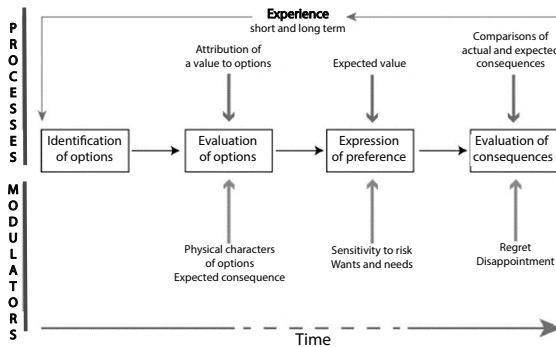 PROCESSES
Experience
short and long term
Attribution of
a value to options
Expected value
Comparisons of
actual and expected
consequences
Identification
of options
Evaluation
of options
Expression
of preference
Evaluation of
consequences
MODULATORS
Physical characters
of options
Expected consequence
Sensitivity to risk
Wants and needs
Regret
Disappointment
Time